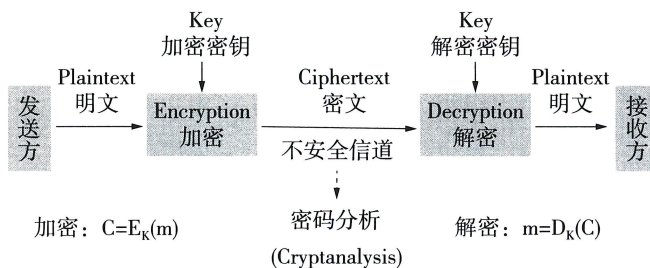 Key
加密密钥
Key
解密密钥
Plaintext
明文
Ciphertext
密文
Plaintext
明文
发送方
Encryption
加密
Decryption
解密
接收方
不安全信道
密码分析
(Cryptanalysis)
加密：C=E_K(m)
解密：m=D_K(C)